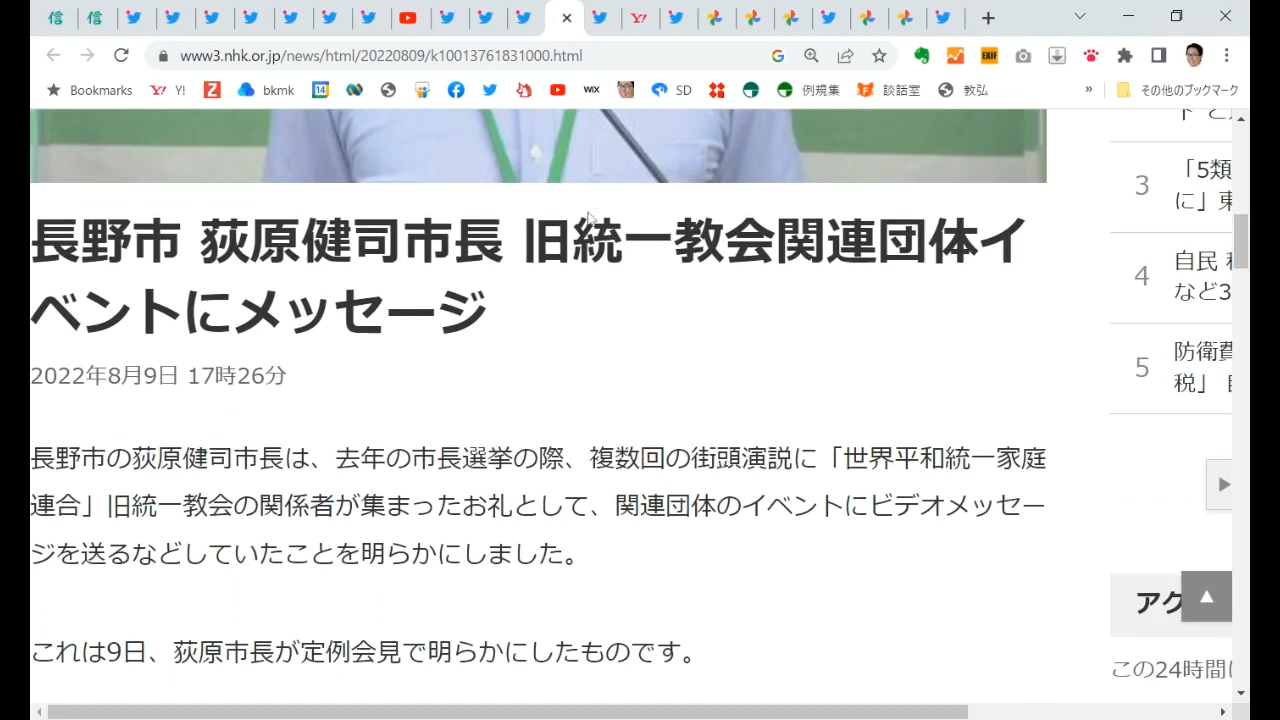 www3.nhk.or.jp/news/html/20220809/k10013761831000.html
Bookmarks Y! bkmk SD 例規集 談話室 教弘 » その他のブックマーク
長野市 荻原健司市長 旧統一教会関連団体イ
ベントにメッセージ
2022年8月9日 17時26分
長野市の荻原健司市長は、去年の市長選挙の際、複数回の街頭演説に「世界平和統一家庭
連合」旧統一教会の関係者が集まったお礼として、関連団体のイベントにビデオメッセー
ジを送るなどしていたことを明らかにしました。
これは9日、荻原市長が定例会見で明らかにしたものです。
3
「5類
に」東
4
自民
など3
5
防衛費
税」
アク
この24時間